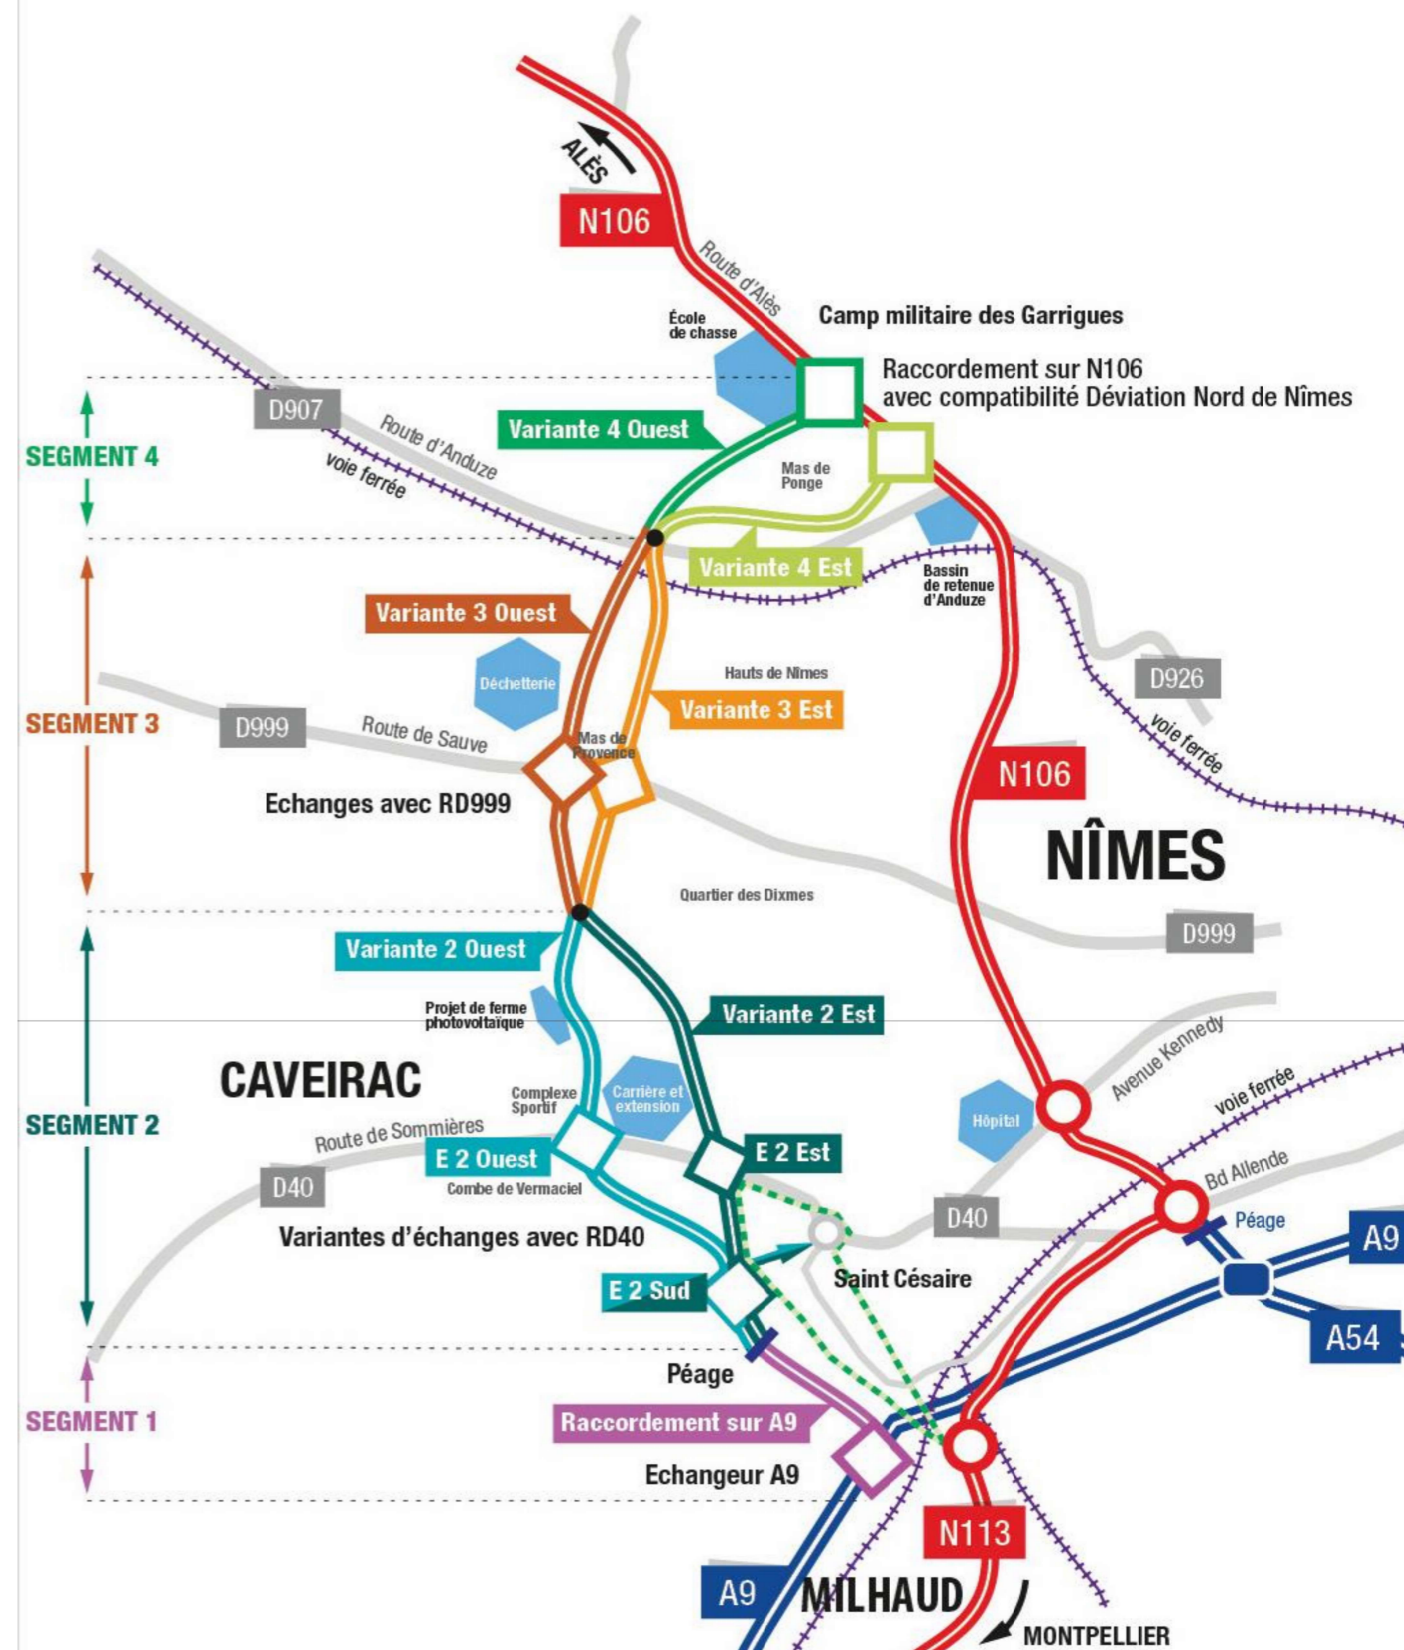 ALÈS
N106
Route d'Alès
École
de chasse
Camp militaire des Garrigues
Raccordement sur N106
avec compatibilité Déviation Nord de Nîmes
D907
Route d'Anduze
voie ferrée
Variante 4 Ouest
SEGMENT 4
Mas de
Ponge
Variante 4 Est
Bassin
de retenue
d'Anduze
Variante 3 Ouest
Déchetterie
Hauts de Nîmes
D926
Variante 3 Est
SEGMENT 3
D999
Route de Sauve
Mas de
Provence
voie ferrée
N106
Echanges avec RD999
NÎMES
Quartier des Dixmes
D999
Variante 2 Ouest
Projet de ferme
photovoltaïque
Variante 2 Est
CAVEIRAC
Complexe
Sportif
Carrière et
extension
Avenue Kennedy
voie ferrée
Hôpital
SEGMENT 2
Route de Sommières
E 2 Ouest
E 2 Est
D40
Combe de Vermaciel
Bd Allende
D40
Péage
A9
Variantes d'échanges avec RD40
E 2 Sud
Saint Césaire
A54
Péage
SEGMENT 1
Raccordement sur A9
Echangeur A9
N113
A9
MILHAUD
MONTPELLIER